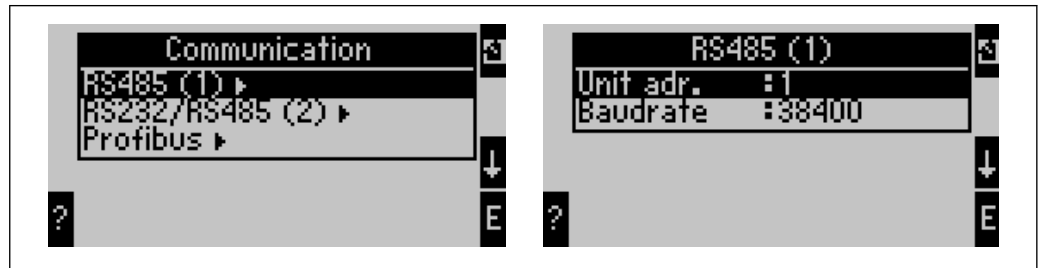 Communication
RS485 (1) ▸
RS232/RS485 (2) ▸
Profibus ▸
↓
? E
RS485 (1)
Unit adr. :1
Baudrate :38400
↓
? E